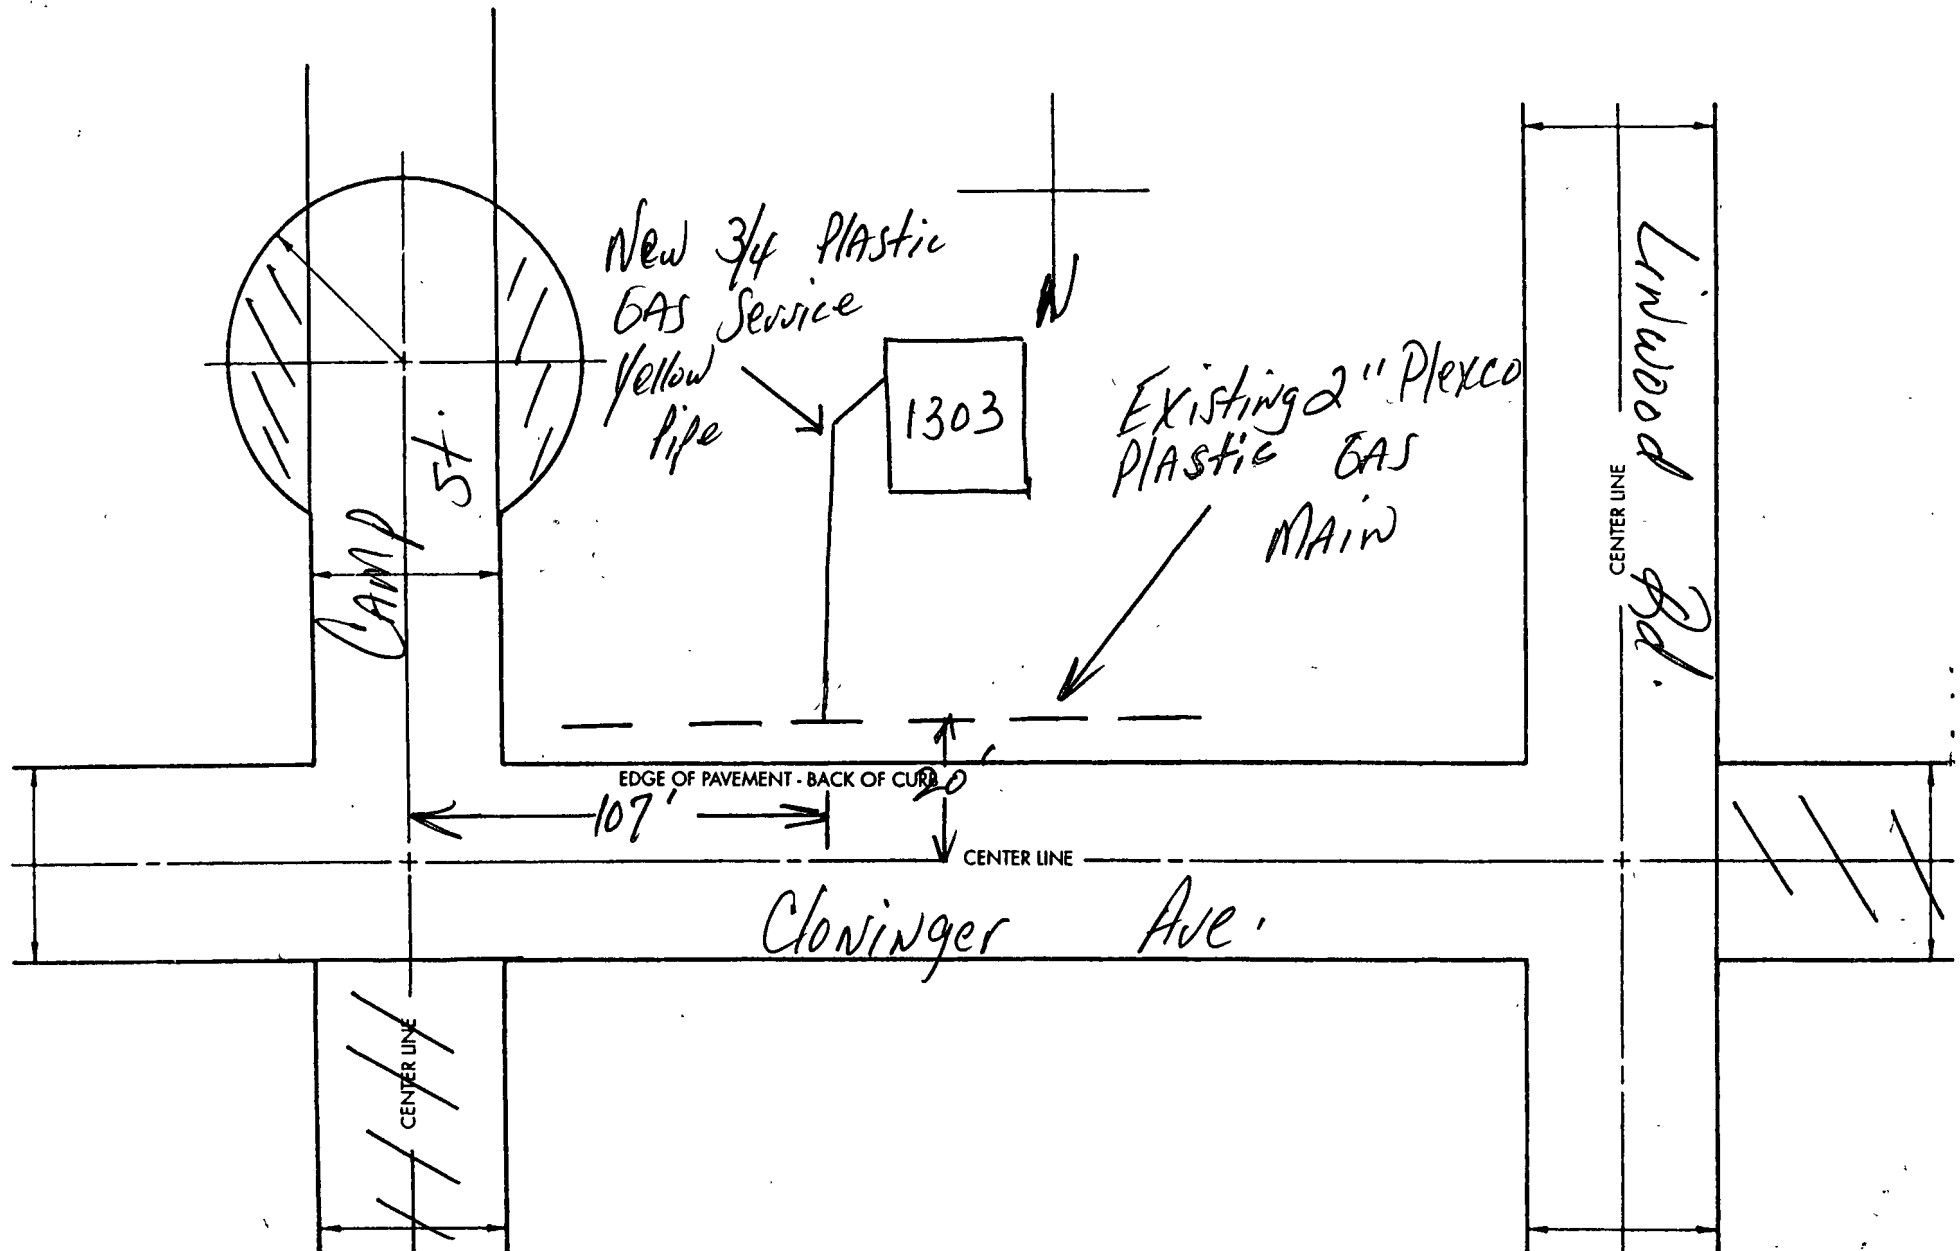 New 3/4 Plastic
GAS Service
Yellow
Pipe
N
1303
Existing 2" Plexco
Plastic GAS
MAIN
Linwood Rd.
CENTER LINE
Camp St.
EDGE OF PAVEMENT - BACK OF CURB
20'
107'
CENTER LINE
Cloninger Ave.
CENTER LINE